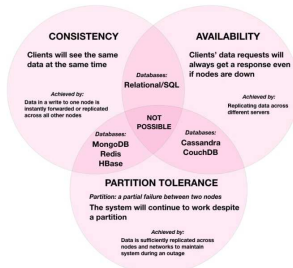 CONSISTENCY
Clients will see the same
data at the same time
Achieved by:
Data in a write to one node is
instantly forwarded or replicated
across all other nodes
AVAILABILITY
Clients' data requests will
always get a response even
if nodes are down
Achieved by:
Replicating data across
different servers
Databases:
Relational/SQL
NOT
POSSIBLE
Databases:
MongoDB
Redis
HBase
Databases:
Cassandra
CouchDB
PARTITION TOLERANCE
Partition: a partial failure between two nodes
The system will continue to work despite
a partition
Achieved by:
Data is sufficiently replicated across
nodes and networks to maintain
system during an outage